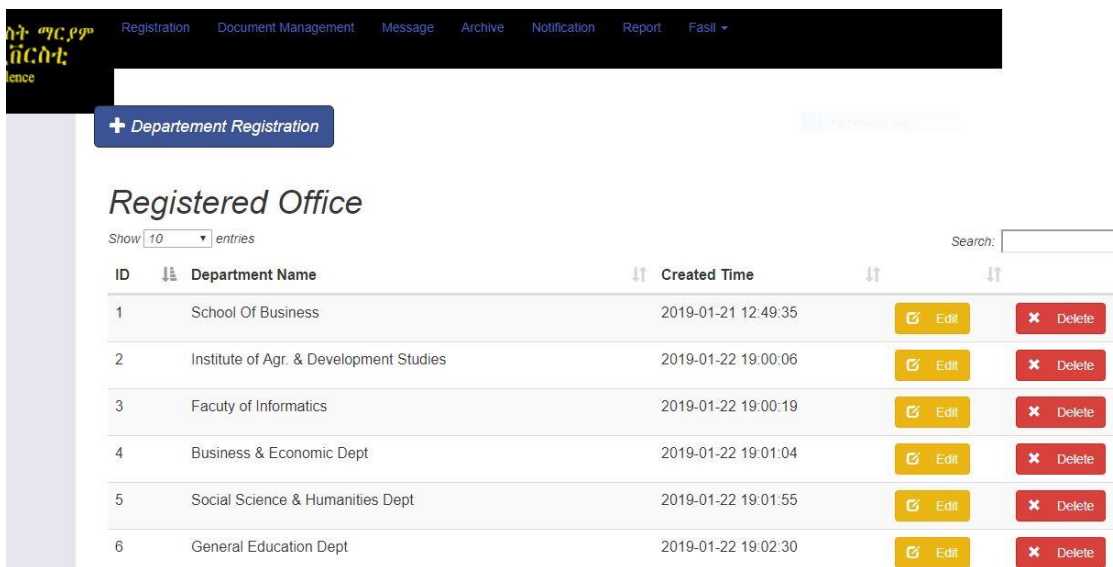 ስት ማርያም
ቨርስቲ
lence
Registration Document Management Message Archive Notification Report Fasil
Departement Registration
Registered Office
Show 10 entries
Search:
ID Department Name Created Time
1 School Of Business 2019-01-21 12:49:35 Edit Delete
2 Institute of Agr. & Development Studies 2019-01-22 19:00:06 Edit Delete
3 Facuty of Informatics 2019-01-22 19:00:19 Edit Delete
4 Business & Economic Dept 2019-01-22 19:01:04 Edit Delete
5 Social Science & Humanities Dept 2019-01-22 19:01:55 Edit Delete
6 General Education Dept 2019-01-22 19:02:30 Edit Delete